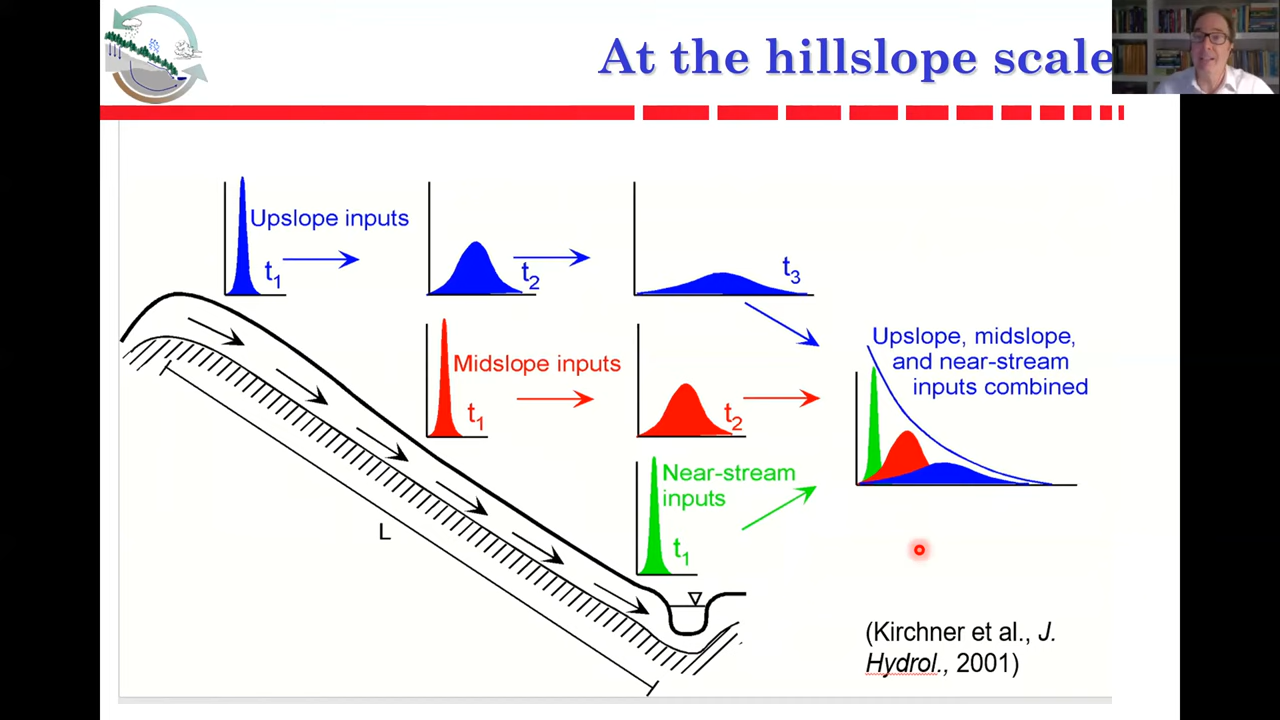 At the hillslope scale
Upslope inputs
t1
t2
t3
Midslope inputs
t1
t2
Near-stream
inputs
t1
Upslope, midslope,
and near-stream
inputs combined
L
(Kirchner et al., J.
Hydrol., 2001)